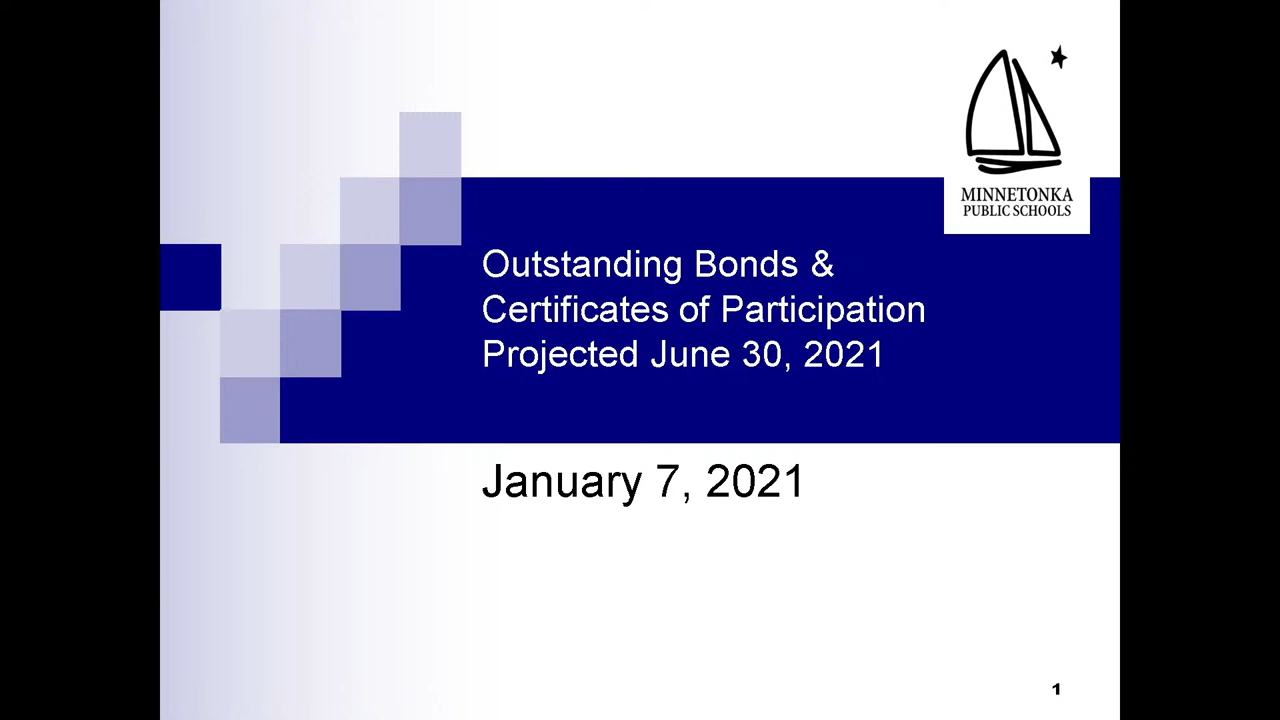 MINNETONKA
PUBLIC SCHOOLS
Outstanding Bonds &
Certificates of Participation
Projected June 30, 2021
January 7, 2021
1